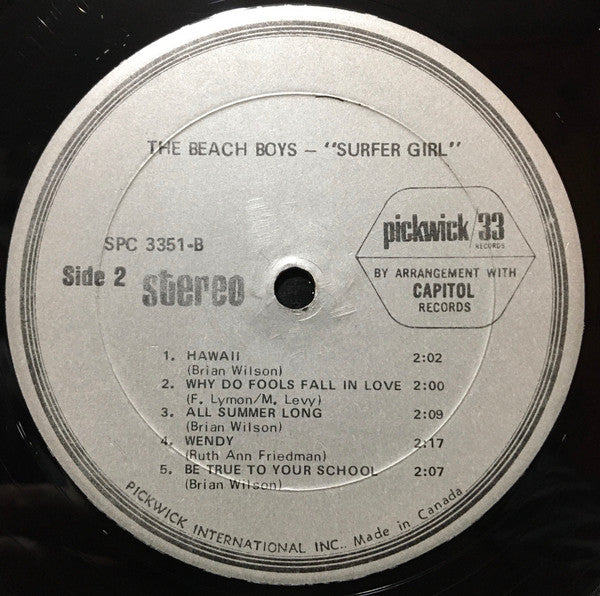 THE BEACH BOYS – "SURFER GIRL"
SPC 3351-B
Side 2 stereo
pickwick/33
RECORDS
BY ARRANGEMENT WITH
CAPITOL
RECORDS
1. HAWAII 2:02
(Brian Wilson)
2. WHY DO FOOLS FALL IN LOVE 2:00
(F. Lymon/M. Levy)
3. ALL SUMMER LONG 2:09
(Brian Wilson)
4. WENDY 2:17
(Ruth Ann Friedman)
5. BE TRUE TO YOUR SCHOOL 2:07
(Brian Wilson)
PICKWICK INTERNATIONAL INC.. Made in Canada